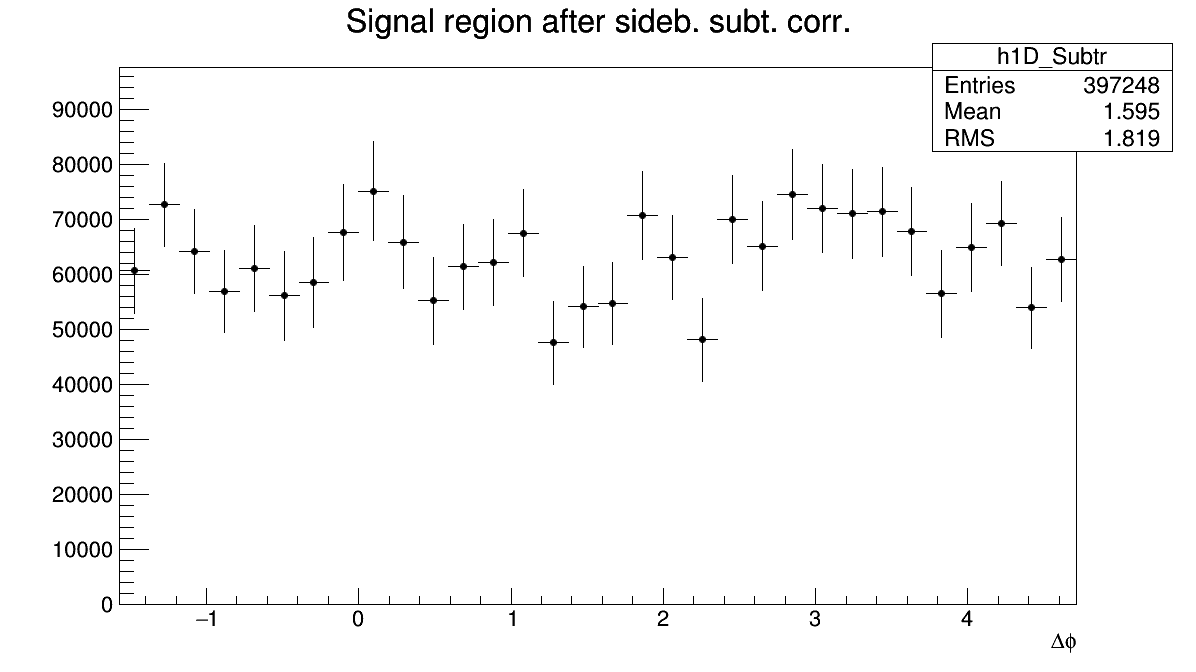 Signal region after sideb. subt. corr.
h1D_Subtr
Entries 397248
Mean 1.595
RMS 1.819
90000
80000
70000
60000
50000
40000
30000
20000
10000
0
−1 0 1 2 3 4
Δϕ